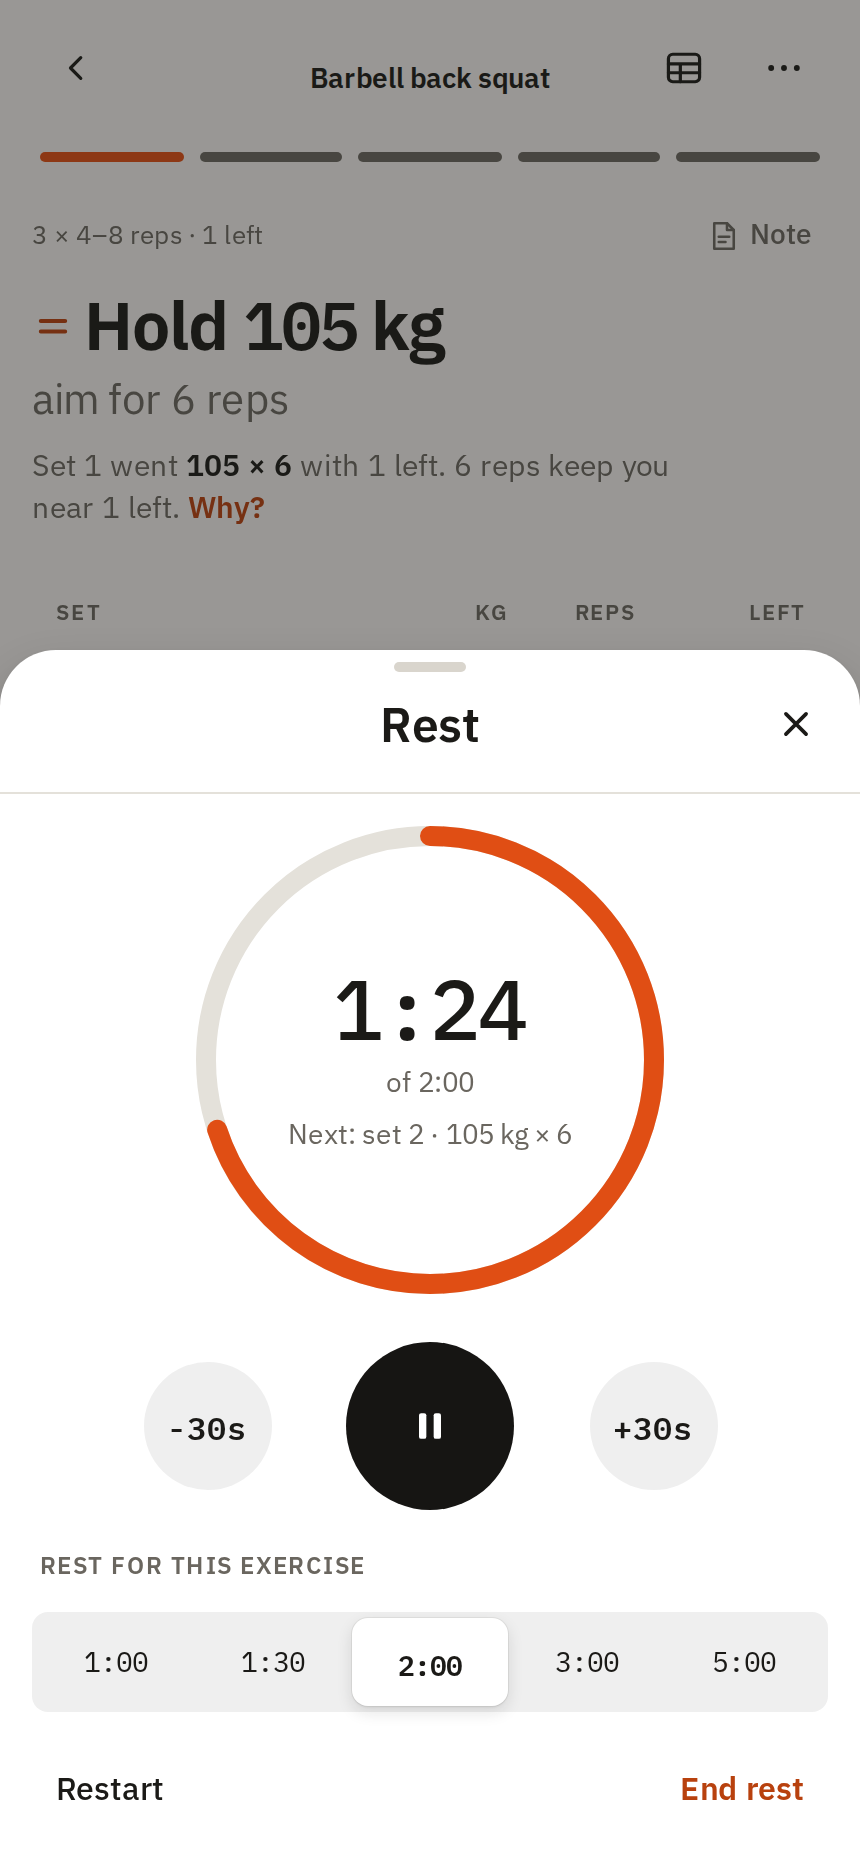 Barbell back squat
3 × 4–8 reps · 1 left
Note
= Hold 105 kg
aim for 6 reps
Set 1 went 105 × 6 with 1 left. 6 reps keep you
near 1 left. Why?
SET KG REPS LEFT
Rest
1:24
of 2:00
Next: set 2 · 105 kg × 6
-30s +30s
REST FOR THIS EXERCISE
1:00 1:30 2:00 3:00 5:00
Restart End rest